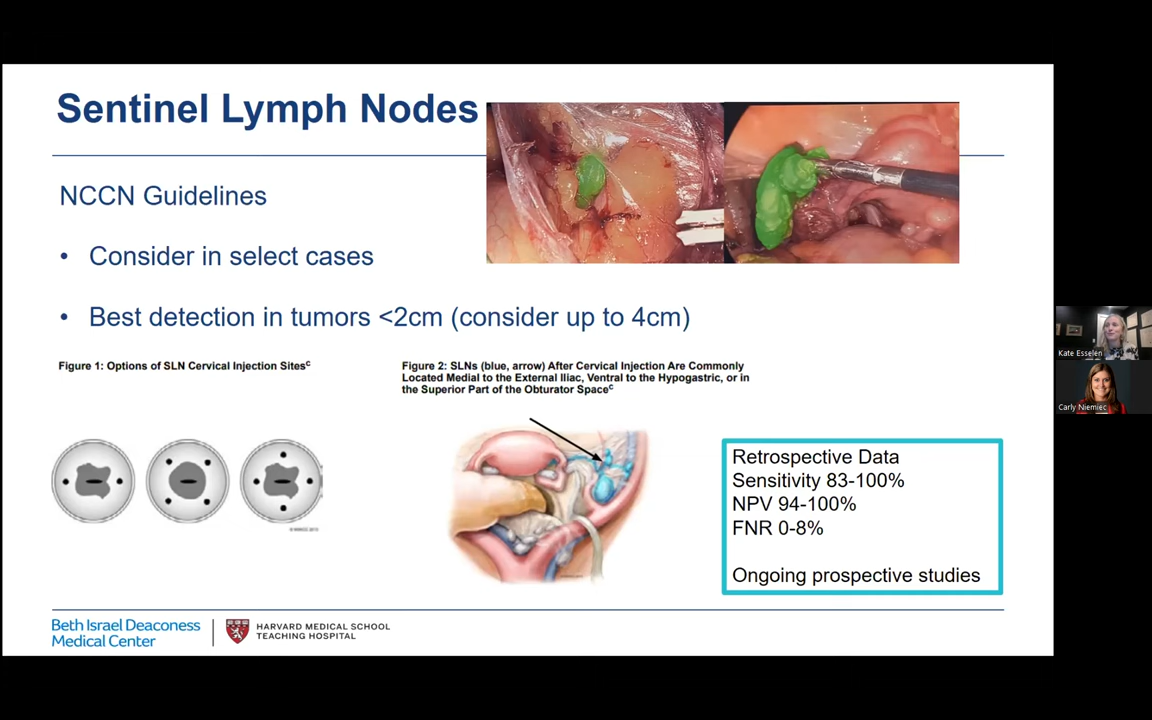 Sentinel Lymph Nodes
NCCN Guidelines
• Consider in select cases
• Best detection in tumors <2cm (consider up to 4cm)
Figure 1: Options of SLN Cervical Injection Sitesᶜ
Figure 2: SLNs (blue, arrow) After Cervical Injection Are Commonly
Located Medial to the External Iliac, Ventral to the Hypogastric, or in
the Superior Part of the Obturator Spaceᶜ
Retrospective Data
Sensitivity 83-100%
NPV 94-100%
FNR 0-8%
Ongoing prospective studies
Beth Israel Deaconess
Medical Center
HARVARD MEDICAL SCHOOL
TEACHING HOSPITAL
Kate Esselen
Carly Niemiec